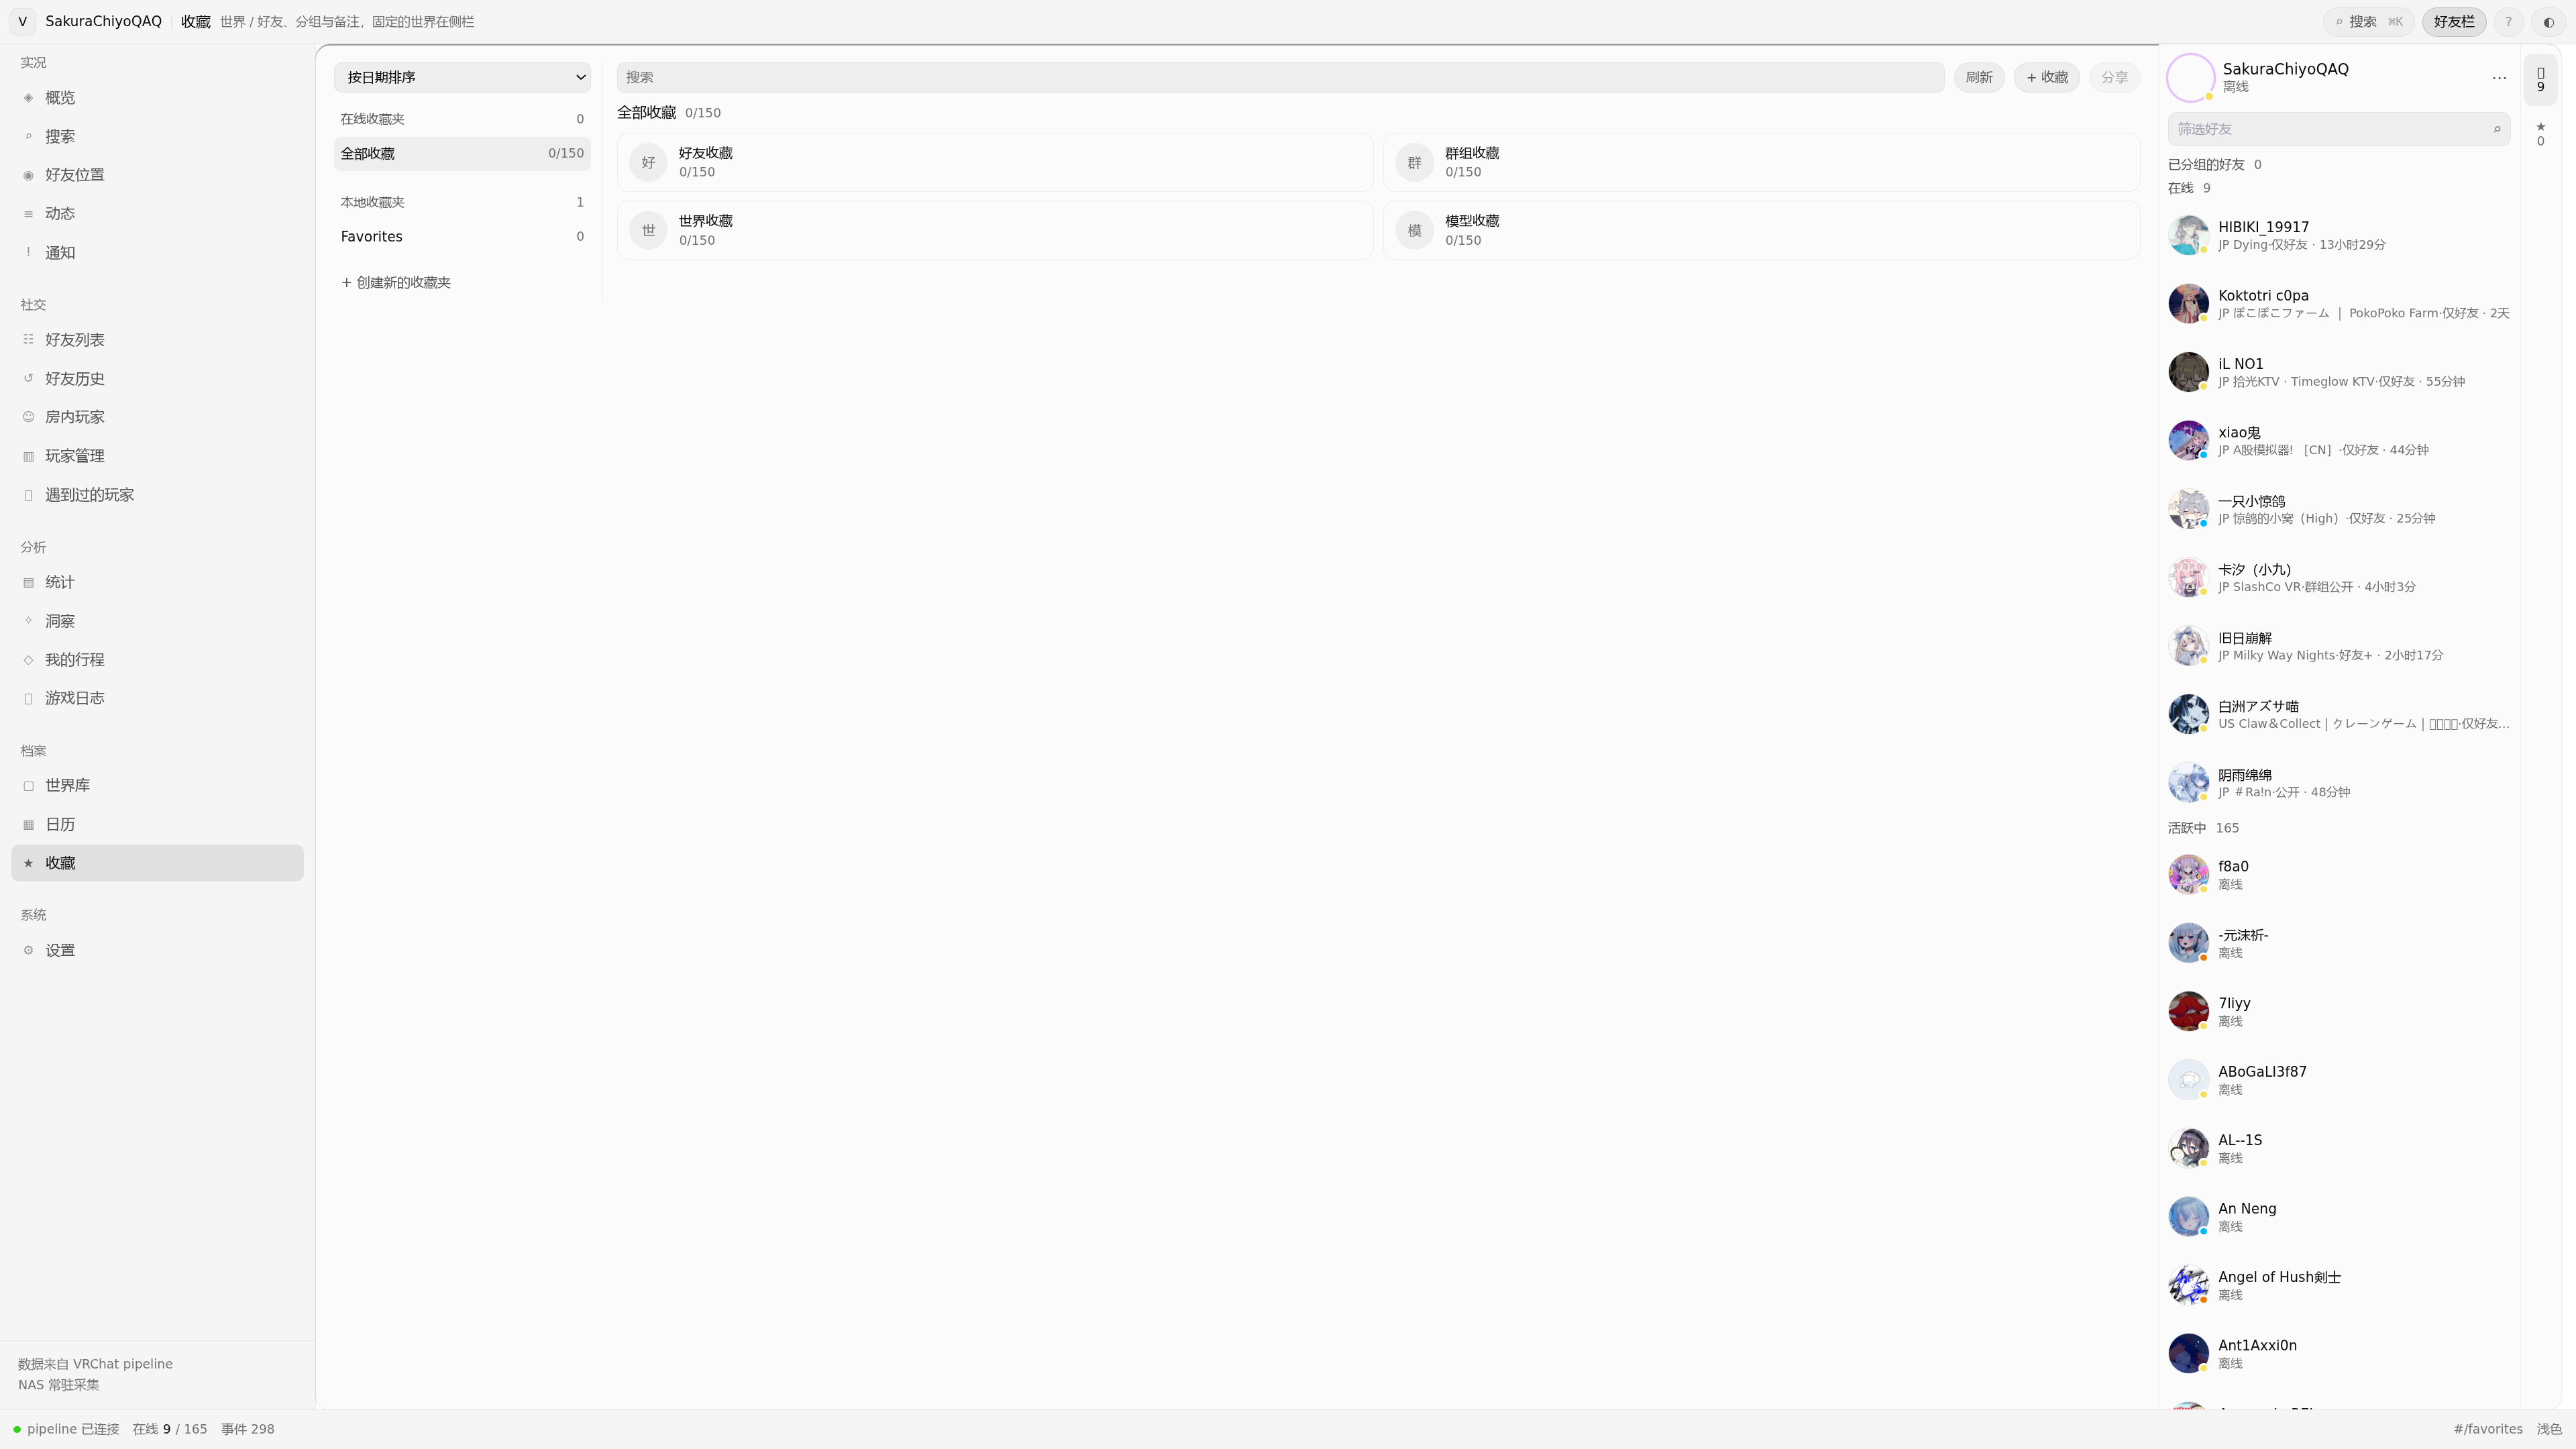 V SakuraChiyoQAQ 收藏 世界 / 好友、分组与备注，固定的世界在侧栏
搜索 ⌘K 好友栏 ?
实况
概览
搜索
好友位置
动态
通知
社交
好友列表
好友历史
房内玩家
玩家管理
遇到过的玩家
分析
统计
洞察
我的行程
游戏日志
档案
世界库
日历
收藏
系统
设置
数据来自 VRChat pipeline
NAS 常驻采集
按日期排序
在线收藏夹 0
全部收藏 0/150
本地收藏夹 1
Favorites 0
+ 创建新的收藏夹
搜索 刷新 + 收藏 分享
全部收藏 0/150
好 好友收藏
0/150
群 群组收藏
0/150
世 世界收藏
0/150
模 模型收藏
0/150
SakuraChiyoQAQ
离线
…
9
★
0
筛选好友
已分组的好友 0
在线 9
HIBIKI_19917
JP Dying·仅好友 · 13小时29分
Koktotri c0pa
JP ぽこぽこファーム ｜ PokoPoko Farm·仅好友 · 2天
iL NO1
JP 拾光KTV · Timeglow KTV·仅好友 · 55分钟
xiao鬼
JP A股模拟器! ［CN］·仅好友 · 44分钟
一只小惊鸽
JP 惊鸽的小窝（High）·仅好友 · 25分钟
卡汐（小九）
JP SlashCo VR·群组公开 · 4小时3分
旧日崩解
JP Milky Way Nights·好友+ · 2小时17分
白洲アズサ喵
US Claw＆Collect | クレーンゲーム | ▯▯▯▯·仅好友…
阴雨绵绵
JP ＃Ra!n·公开 · 48分钟
活跃中 165
f8a0
离线
-元沫祈-
离线
7liyy
离线
ABoGaLI3f87
离线
AL--1S
离线
An Neng
离线
Angel of Hush剣士
离线
Ant1Axxi0n
离线
pipeline 已连接 在线 9 / 165 事件 298
#/favorites 浅色